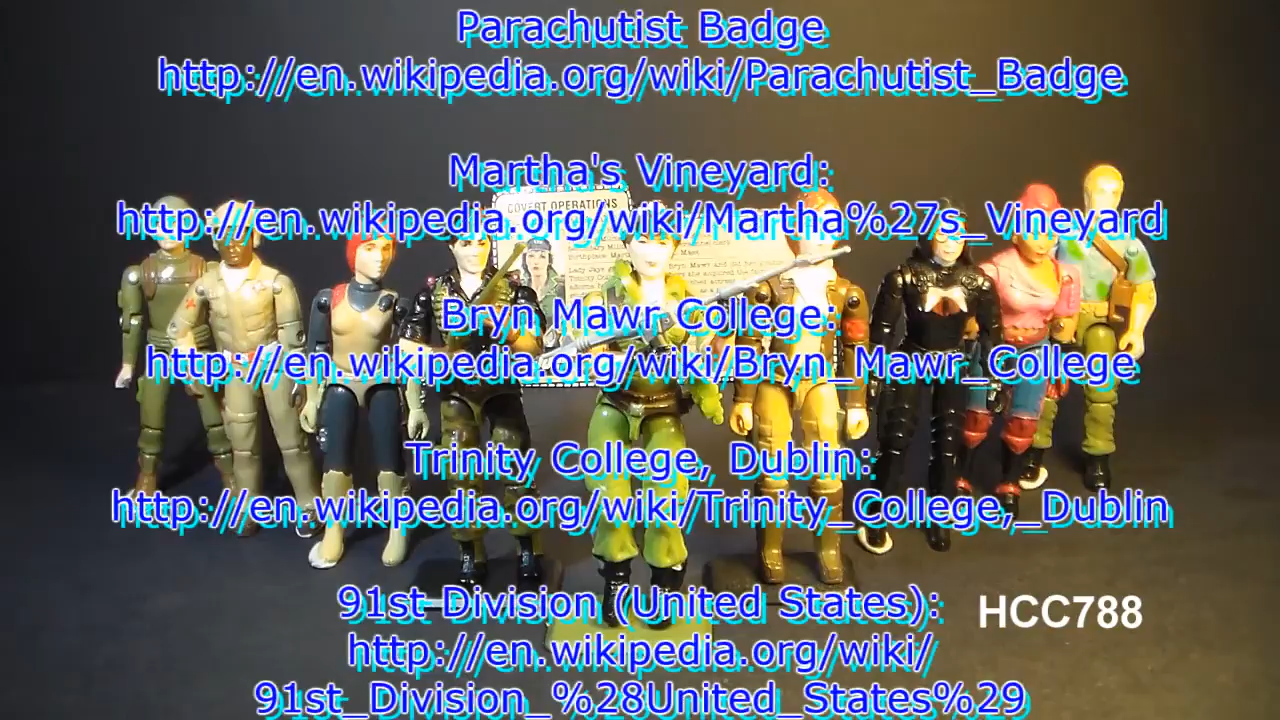 Parachutist Badge
http://en.wikipedia.org/wiki/Parachutist_Badge
Martha's Vineyard:
http://en.wikipedia.org/wiki/Martha%27s_Vineyard
COVERT OPERATIONS
Bryn Mawr College:
http://en.wikipedia.org/wiki/Bryn_Mawr_College
Trinity College, Dublin:
http://en.wikipedia.org/wiki/Trinity_College,_Dublin
91st Division (United States):
HCC788
http://en.wikipedia.org/wiki/
91st_Division_%28United_States%29